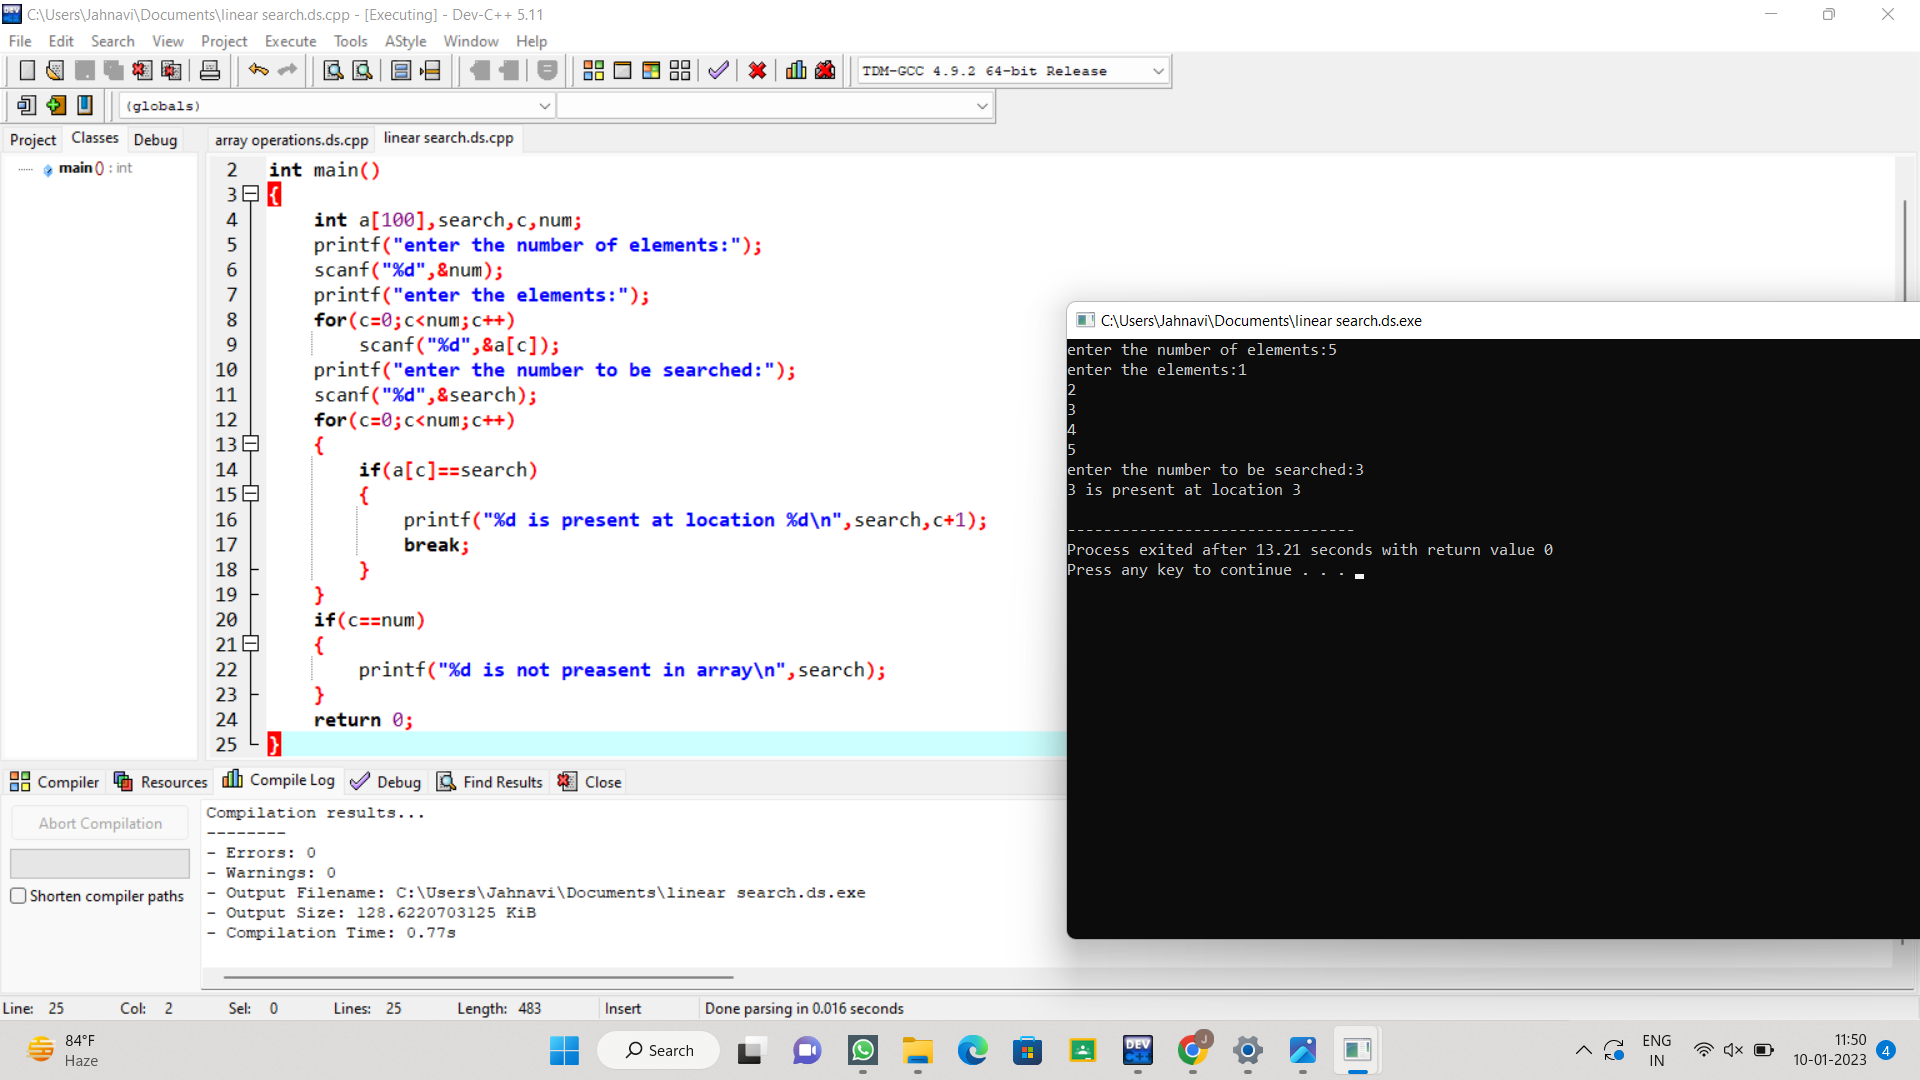 C:\Users\Jahnavi\Documents\linear search.ds.cpp - [Executing] - Dev-C++ 5.11
File Edit Search View Project Execute Tools AStyle Window Help
TDM-GCC 4.9.2 64-bit Release
(globals)
Project Classes Debug
array operations.ds.cpp linear search.ds.cpp
main () : int
2 int main()
3 {
4 int a[100],search,c,num;
5 printf("enter the number of elements:");
6 scanf("%d",&num);
7 printf("enter the elements:");
8 for(c=0;c<num;c++)
9 scanf("%d",&a[c]);
10 printf("enter the number to be searched:");
11 scanf("%d",&search);
12 for(c=0;c<num;c++)
13 {
14 if(a[c]==search)
15 {
16 printf("%d is present at location %d\n",search,c+1);
17 break;
18 }
19 }
20 if(c==num)
21 {
22 printf("%d is not preasent in array\n",search);
23 }
24 return 0;
25 }
C:\Users\Jahnavi\Documents\linear search.ds.exe
enter the number of elements:5
enter the elements:1
2
3
4
5
enter the number to be searched:3
3 is present at location 3
--------------------------------
Process exited after 13.21 seconds with return value 0
Press any key to continue . . .
Compiler Resources Compile Log Debug Find Results Close
Abort Compilation
Shorten compiler paths
Compilation results...
--------
- Errors: 0
- Warnings: 0
- Output Filename: C:\Users\Jahnavi\Documents\linear search.ds.exe
- Output Size: 128.6220703125 KiB
- Compilation Time: 0.77s
Line: 25 Col: 2 Sel: 0 Lines: 25 Length: 483 Insert Done parsing in 0.016 seconds
84°F
Haze
Search
DEV
C++
J
ENG
IN
11:50
10-01-2023
4